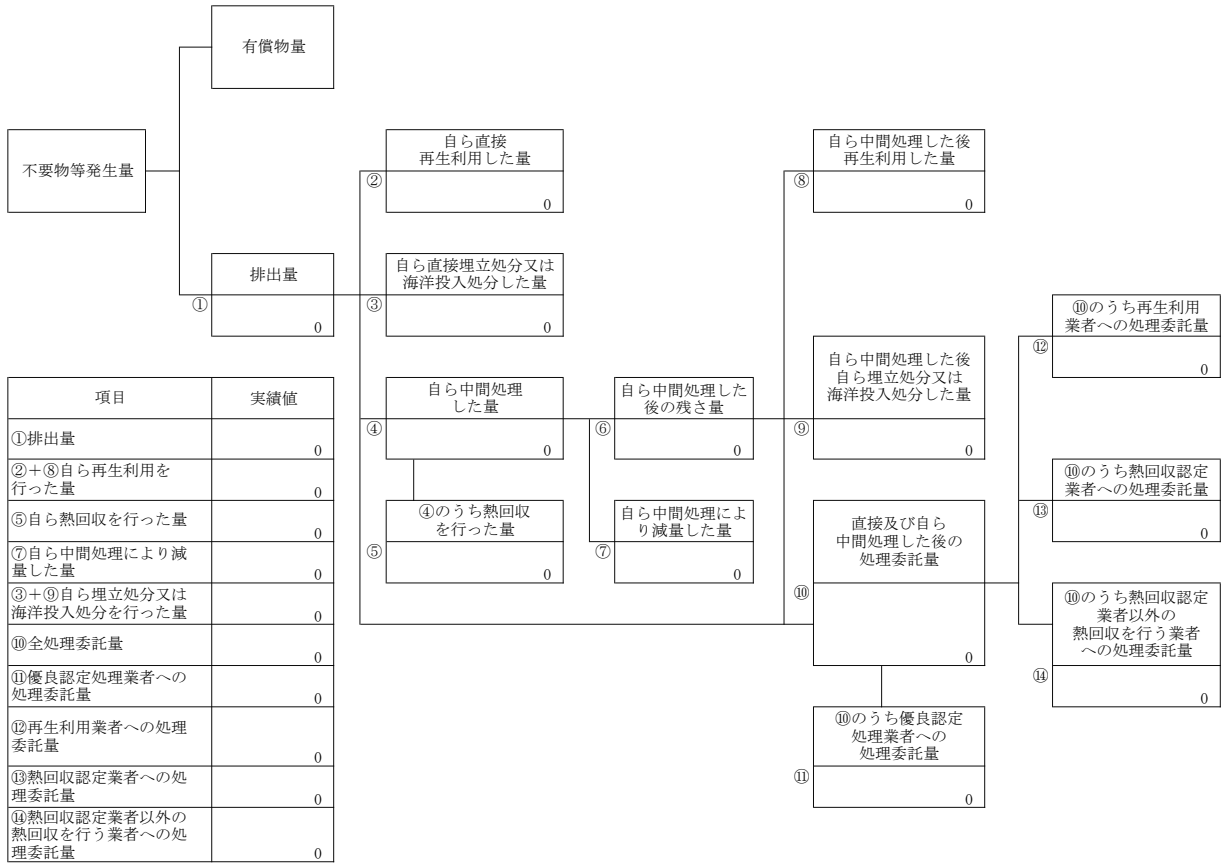 有償物量
不要物等発生量
自ら直接
再生利用した量
②
0
自ら中間処理した後
再生利用した量
⑧
0
排出量
①
0
自ら直接埋立処分又は
海洋投入処分した量
③
0
⑩のうち再生利用
業者への処理委託量
⑫
0
自ら中間処理
した量
④
0
自ら中間処理した
後の残さ量
⑥
0
自ら中間処理した後
自ら埋立処分又は
海洋投入処分した量
⑨
0
⑩のうち熱回収認定
業者への処理委託量
⑬
0
④のうち熱回収
を行った量
⑤
0
自ら中間処理によ
り減量した量
⑦
0
直接及び自ら
中間処理した後の
処理委託量
⑩
0
⑩のうち熱回収認定
業者以外の
熱回収を行う業者
への処理委託量
⑭
0
⑩のうち優良認定
処理業者への
処理委託量
⑪
0
項目 実績値
①排出量
0
②＋⑧自ら再生利用を
行った量
0
⑤自ら熱回収を行った量
0
⑦自ら中間処理により減
量した量
0
③＋⑨自ら埋立処分又は
海洋投入処分を行った量
0
⑩全処理委託量
0
⑪優良認定処理業者への
処理委託量
0
⑫再生利用業者への処理
委託量
0
⑬熱回収認定業者への処
理委託量
0
⑭熱回収認定業者以外の
熱回収を行う業者への処
理委託量
0